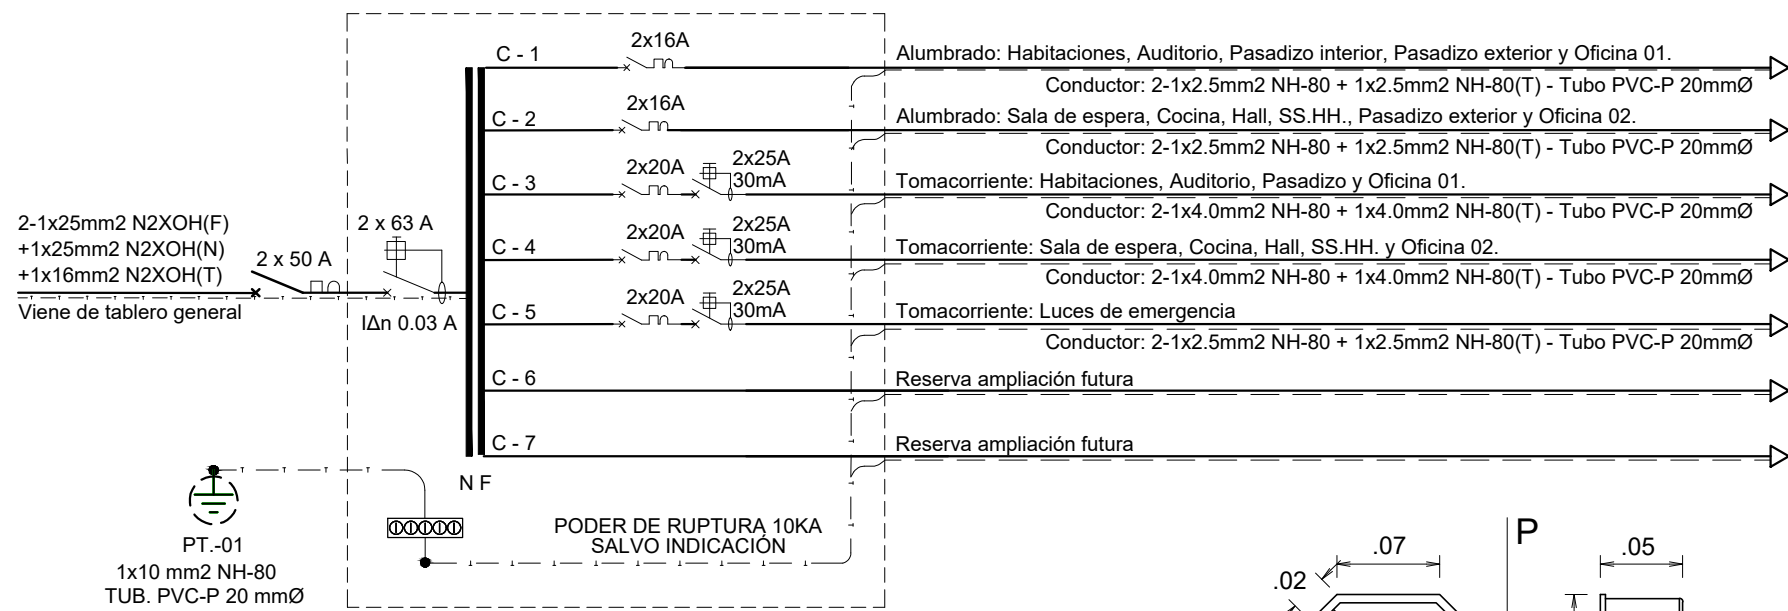 C - 1
2x16A
Alumbrado: Habitaciones, Auditorio, Pasadizo interior, Pasadizo exterior y Oficina 01.
Conductor: 2-1x2.5mm2 NH-80 + 1x2.5mm2 NH-80(T) - Tubo PVC-P 20mmØ
C - 2
2x16A
Alumbrado: Sala de espera, Cocina, Hall, SS.HH., Pasadizo exterior y Oficina 02.
Conductor: 2-1x2.5mm2 NH-80 + 1x2.5mm2 NH-80(T) - Tubo PVC-P 20mmØ
C - 3
2x20A
2x25A
30mA
Tomacorriente: Habitaciones, Auditorio, Pasadizo y Oficina 01.
Conductor: 2-1x4.0mm2 NH-80 + 1x4.0mm2 NH-80(T) - Tubo PVC-P 20mmØ
2-1x25mm2 N2XOH(F)
+1x25mm2 N2XOH(N)
+1x16mm2 N2XOH(T)
Viene de tablero general
2 x 50 A
2 x 63 A
IΔn 0.03 A
C - 4
2x20A
2x25A
30mA
Tomacorriente: Sala de espera, Cocina, Hall, SS.HH. y Oficina 02.
Conductor: 2-1x4.0mm2 NH-80 + 1x4.0mm2 NH-80(T) - Tubo PVC-P 20mmØ
C - 5
2x20A
2x25A
30mA
Tomacorriente: Luces de emergencia
Conductor: 2-1x2.5mm2 NH-80 + 1x2.5mm2 NH-80(T) - Tubo PVC-P 20mmØ
C - 6
Reserva ampliación futura
C - 7
Reserva ampliación futura
N F
PODER DE RUPTURA 10KA
SALVO INDICACIÓN
PT.-01
1x10 mm2 NH-80
TUB. PVC-P 20 mmØ
P
.07
.05
.02